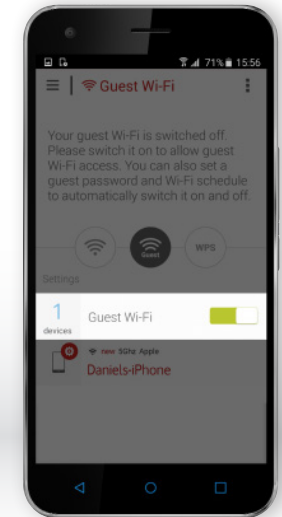 71% 15:56
Guest Wi-Fi
Your guest Wi-Fi is switched off.
Please switch it on to allow guest
Wi-Fi access. You can also set a
guest password and Wi-Fi schedule
to automatically switch it on and off.
Guest
WPS
Settings
1
devices
Guest Wi-Fi
new 5Ghz Apple
Daniels-iPhone